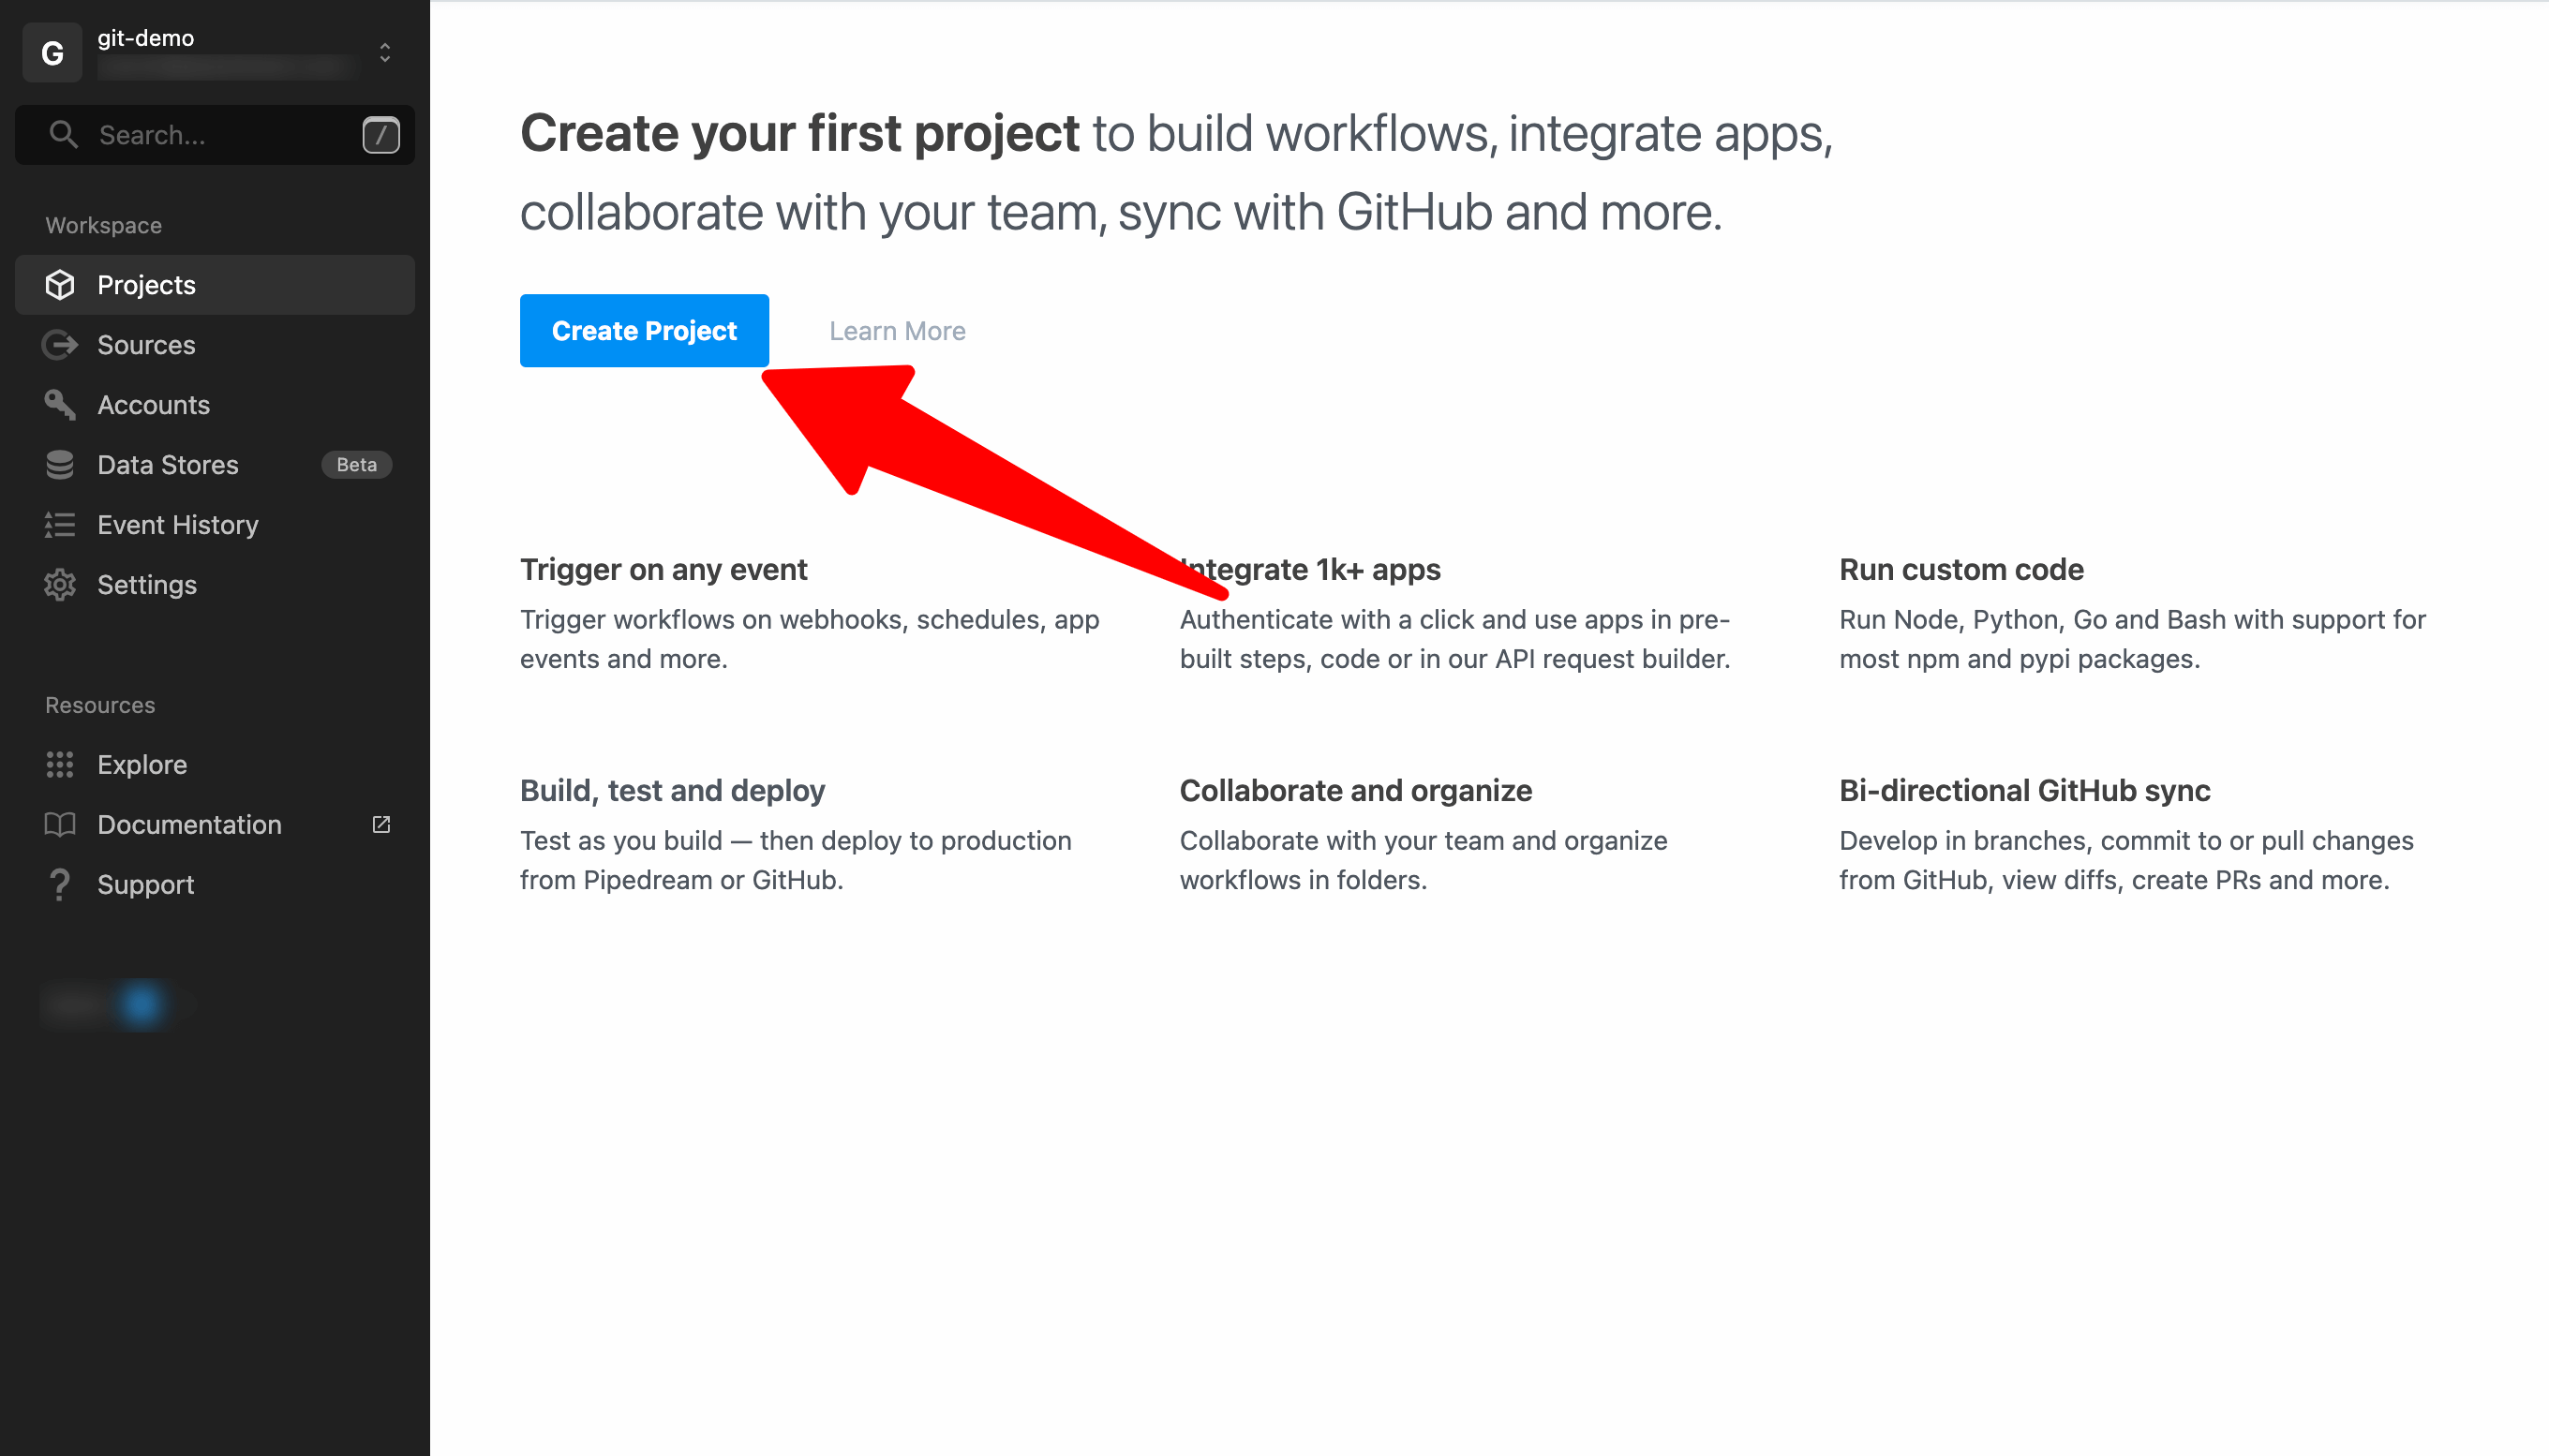 G
git-demo
Search...
/
Workspace
Projects
Sources
Accounts
Data Stores
Beta
Event History
Settings
Resources
Explore
Documentation
Support
Create your first project to build workflows, integrate apps,
collaborate with your team, sync with GitHub and more.
Create Project
Learn More
Trigger on any event
Trigger workflows on webhooks, schedules, app
events and more.
Integrate 1k+ apps
Authenticate with a click and use apps in pre-
built steps, code or in our API request builder.
Run custom code
Run Node, Python, Go and Bash with support for
most npm and pypi packages.
Build, test and deploy
Test as you build — then deploy to production
from Pipedream or GitHub.
Collaborate and organize
Collaborate with your team and organize
workflows in folders.
Bi-directional GitHub sync
Develop in branches, commit to or pull changes
from GitHub, view diffs, create PRs and more.